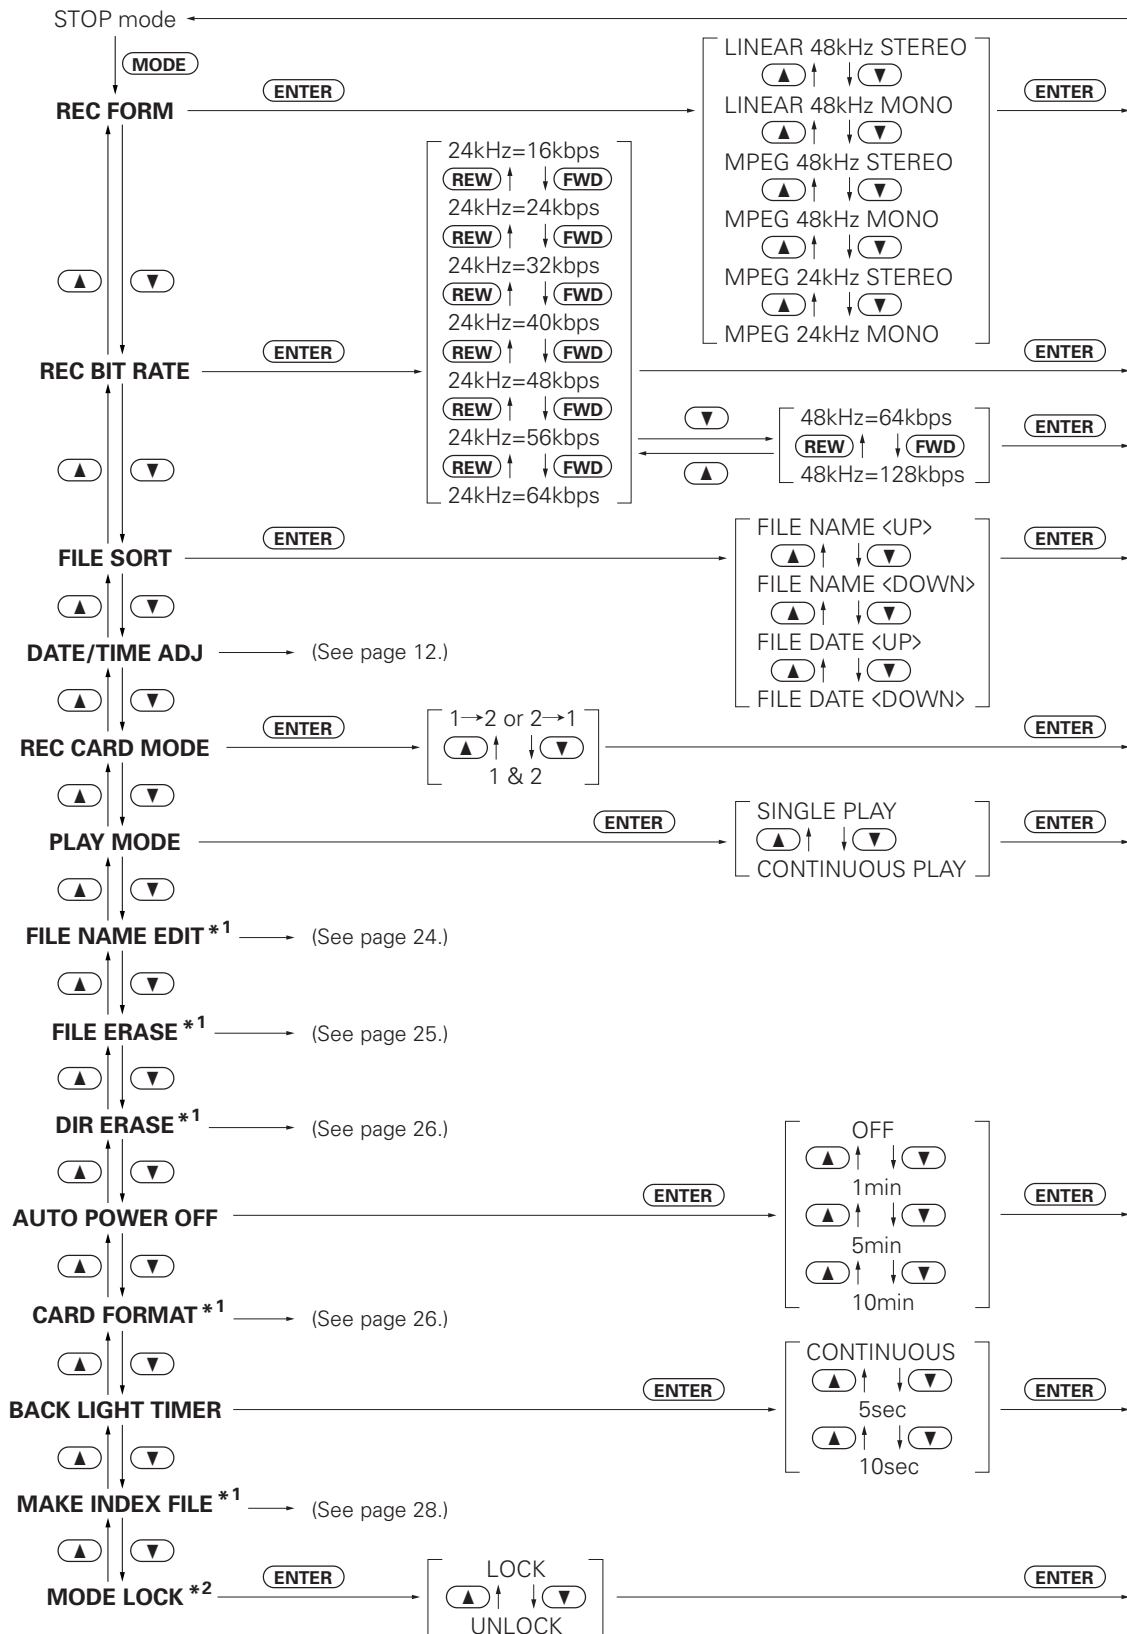 STOP mode
MODE
REC FORM
ENTER
LINEAR 48kHz STEREO
▲ ▼
LINEAR 48kHz MONO
▲ ▼
MPEG 48kHz STEREO
▲ ▼
MPEG 48kHz MONO
▲ ▼
MPEG 24kHz STEREO
▲ ▼
MPEG 24kHz MONO
ENTER
▲ ▼
REC BIT RATE
ENTER
24kHz=16kbps
REW FWD
24kHz=24kbps
REW FWD
24kHz=32kbps
REW FWD
24kHz=40kbps
REW FWD
24kHz=48kbps
REW FWD
24kHz=56kbps
REW FWD
24kHz=64kbps
ENTER
▼
▲
48kHz=64kbps
REW FWD
48kHz=128kbps
ENTER
▲ ▼
FILE SORT
ENTER
FILE NAME <UP>
▲ ▼
FILE NAME <DOWN>
▲ ▼
FILE DATE <UP>
▲ ▼
FILE DATE <DOWN>
ENTER
▲ ▼
DATE/TIME ADJ
(See page 12.)
▲ ▼
REC CARD MODE
ENTER
1→2 or 2→1
▲ ▼
1 & 2
ENTER
▲ ▼
PLAY MODE
ENTER
SINGLE PLAY
▲ ▼
CONTINUOUS PLAY
ENTER
▲ ▼
FILE NAME EDIT *1
(See page 24.)
▲ ▼
FILE ERASE *1
(See page 25.)
▲ ▼
DIR ERASE *1
(See page 26.)
▲ ▼
AUTO POWER OFF
ENTER
OFF
▲ ▼
1min
▲ ▼
5min
▲ ▼
10min
ENTER
▲ ▼
CARD FORMAT *1
(See page 26.)
▲ ▼
BACK LIGHT TIMER
ENTER
CONTINUOUS
▲ ▼
5sec
▲ ▼
10sec
ENTER
▲ ▼
MAKE INDEX FILE *1
(See page 28.)
▲ ▼
MODE LOCK *2
ENTER
LOCK
▲ ▼
UNLOCK
ENTER